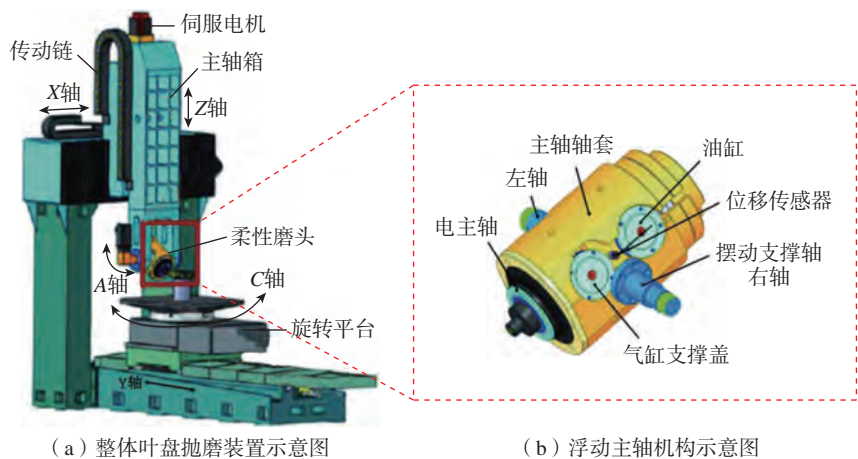 伺服电机
传动链
主轴箱
X轴
Z轴
柔性磨头
A轴
C轴
旋转平台
Y轴
(a)整体叶盘抛磨装置示意图
主轴轴套
油缸
左轴
位移传感器
电主轴
摆动支撑轴
右轴
气缸支撑盖
(b)浮动主轴机构示意图